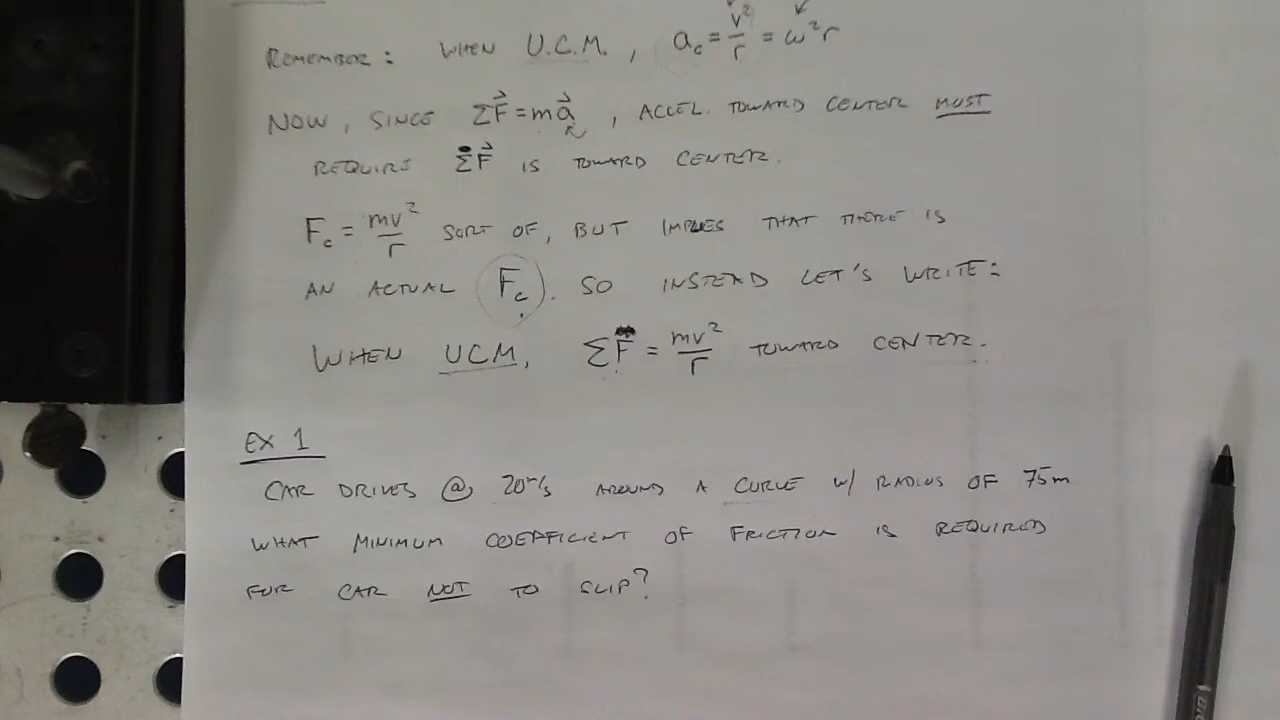 REMEMBER: WHEN U.C.M., a_c = v²/r = ω²r
NOW, SINCE ΣF⃗ = ma⃗, ACCEL. TOWARD CENTER MUST
REQUIRE ΣF⃗ IS TOWARD CENTER.
F_c = mv²/r SORT OF, BUT IMPLIES THAT THERE IS
AN ACTUAL F_c. SO INSTEAD LET'S WRITE:
WHEN UCM, ΣF = mv²/r TOWARD CENTER.
EX 1
CAR DRIVES @ 20 m/s AROUND A CURVE W/ RADIUS OF 75m
WHAT MINIMUM COEFFICIENT OF FRICTION IS REQUIRED
FOR CAR NOT TO SLIP?